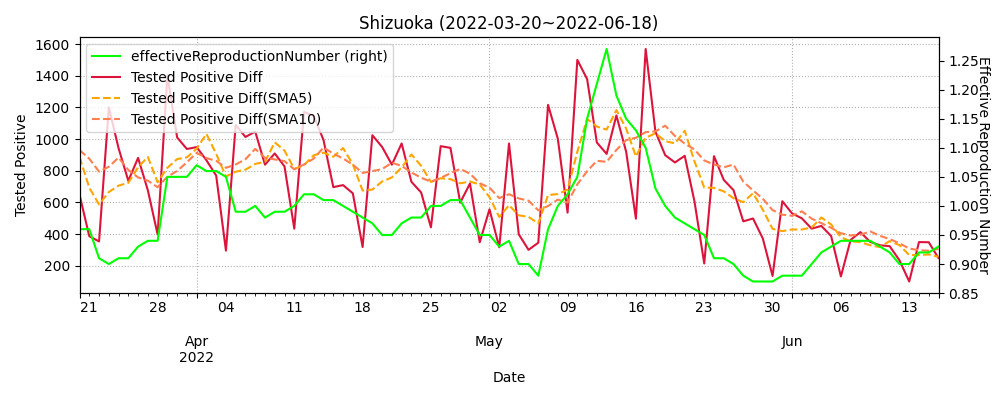 Shizuoka (2022-03-20~2022-06-18)
effectiveReproductionNumber (right)
Tested Positive Diff
Tested Positive Diff(SMA5)
Tested Positive Diff(SMA10)
Tested Positive
1600
1400
1200
1000
800
600
400
200
1.25
1.20
1.15
1.10
1.05
1.00
0.95
0.90
0.85
Effective Reproduction Number
21 28 04 11 18 25 02 09 16 23 30 06 13
Apr May Jun
2022
Date